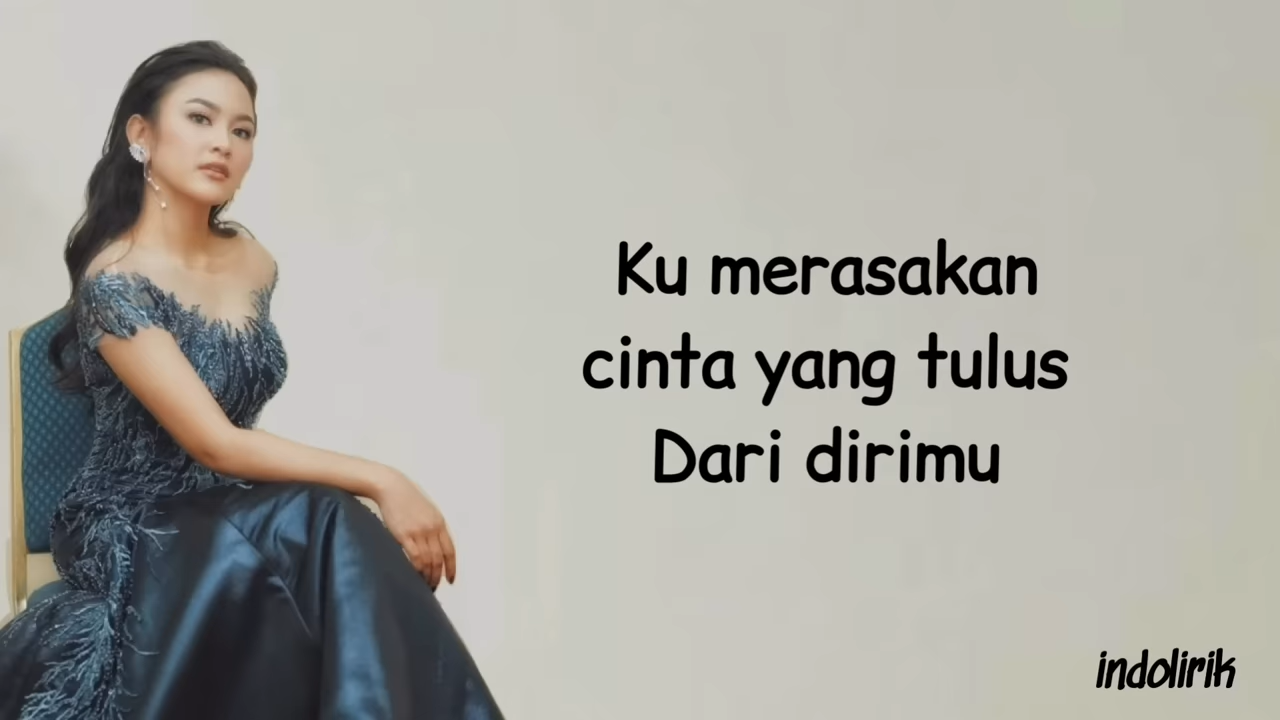 Ku merasakan
cinta yang tulus
Dari dirimu
indolirik